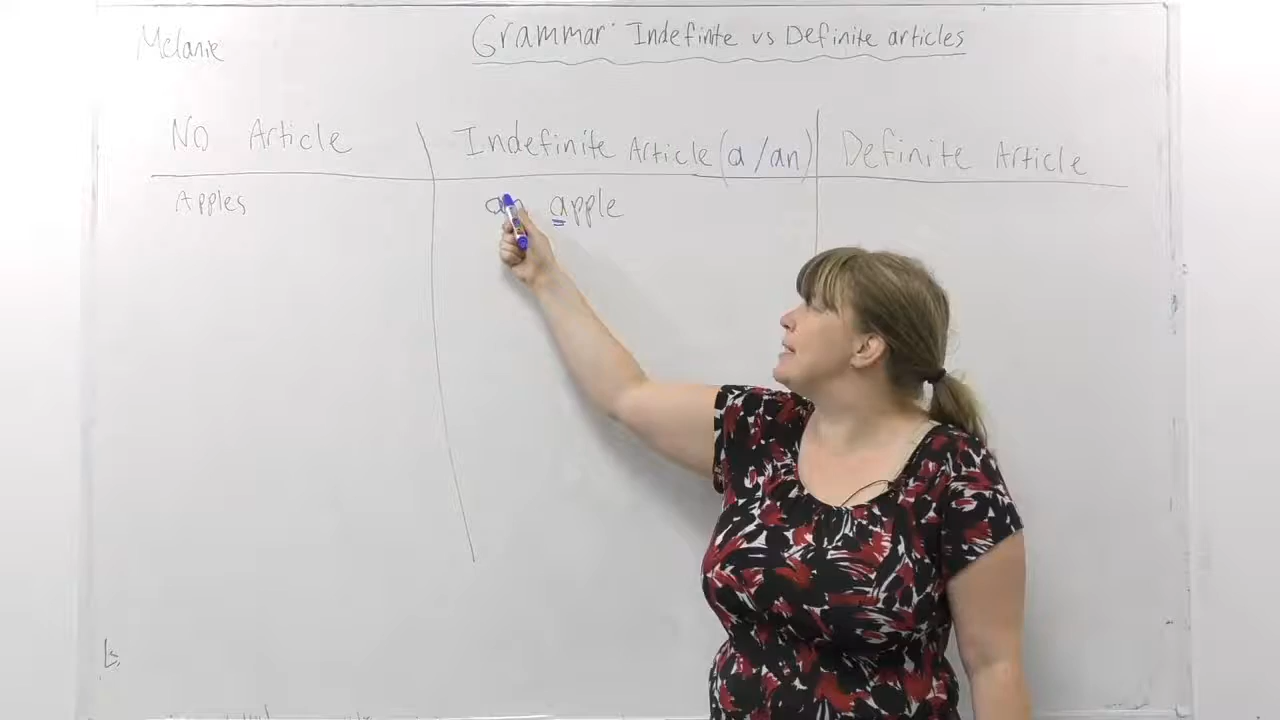 Melanie
Grammar: Indefinite vs Definite articles
No Article
Indefinite Article (a/an)
Definite Article
Apples
an apple